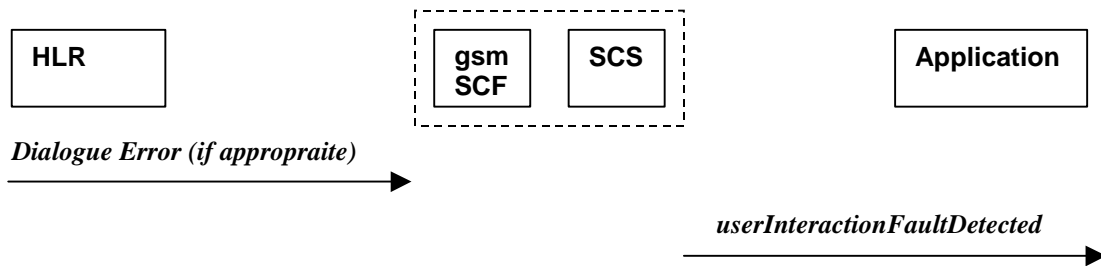 HLR
gsm
SCF
SCS
Application
Dialogue Error (if appropraite)
userInteractionFaultDetected